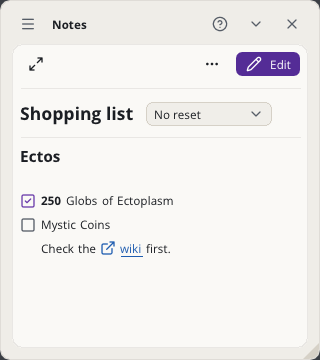 Notes
Edit
Shopping list
No reset
Ectos
250 Globs of Ectoplasm
Mystic Coins
Check the wiki first.